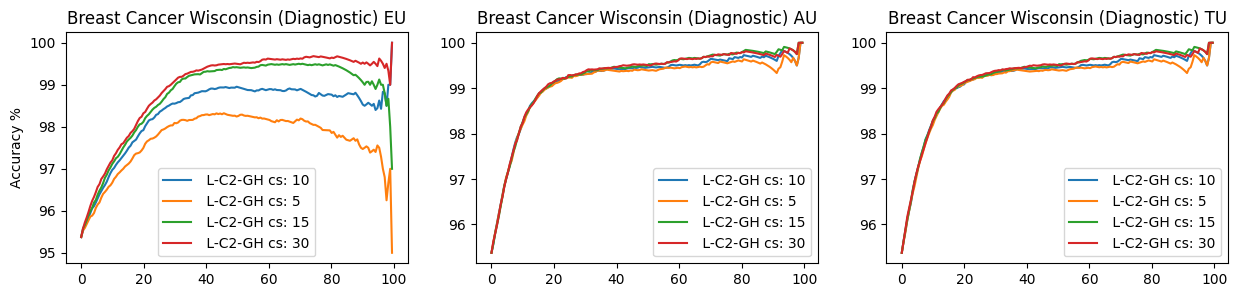 Breast Cancer Wisconsin (Diagnostic) EU
Accuracy %
100
99
98
97
96
95
0
20
40
60
80
100
L-C2-GH cs: 10
L-C2-GH cs: 5
L-C2-GH cs: 15
L-C2-GH cs: 30
Breast Cancer Wisconsin (Diagnostic) AU
100
99
98
97
96
0
20
40
60
80
100
L-C2-GH cs: 10
L-C2-GH cs: 5
L-C2-GH cs: 15
L-C2-GH cs: 30
Breast Cancer Wisconsin (Diagnostic) TU
100
99
98
97
96
0
20
40
60
80
100
L-C2-GH cs: 10
L-C2-GH cs: 5
L-C2-GH cs: 15
L-C2-GH cs: 30